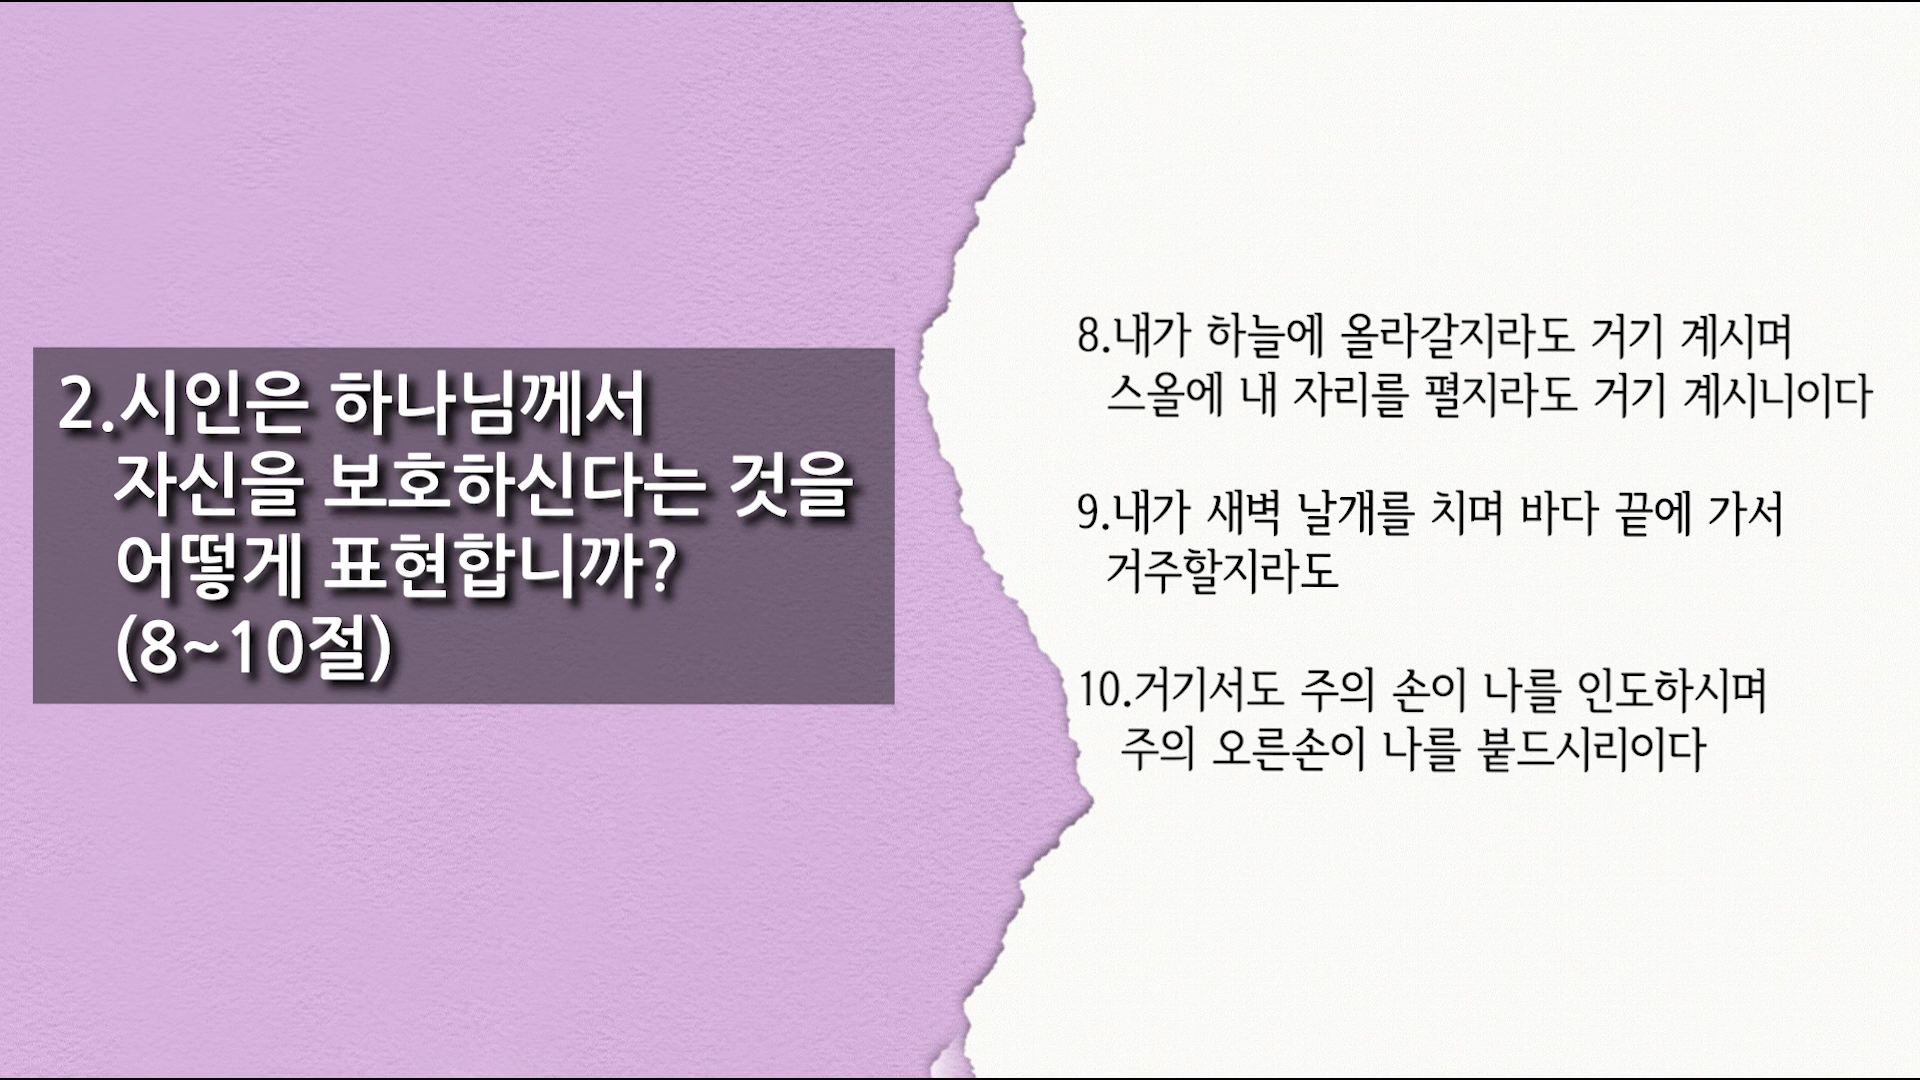 2.시인은 하나님께서
자신을 보호하신다는 것을
어떻게 표현합니까?
(8~10절)
8.내가 하늘에 올라갈지라도 거기 계시며
스올에 내 자리를 펼지라도 거기 계시니이다
9.내가 새벽 날개를 치며 바다 끝에 가서
거주할지라도
10.거기서도 주의 손이 나를 인도하시며
주의 오른손이 나를 붙드시리이다